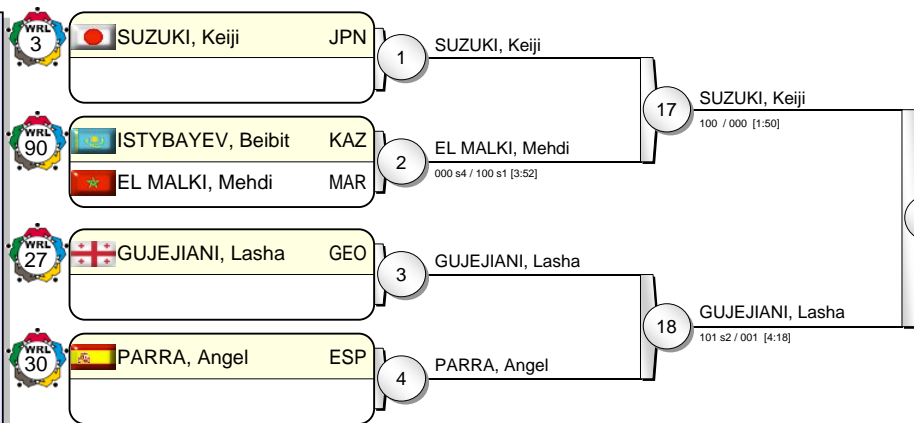 WRL
3
SUZUKI, Keiji JPN
1
SUZUKI, Keiji
17
SUZUKI, Keiji
100 / 000 [1:50]
WRL
90
ISTYBAYEV, Beibit KAZ
EL MALKI, Mehdi MAR
2
EL MALKI, Mehdi
000 s4 / 100 s1 [3:52]
WRL
27
GUJEJIANI, Lasha GEO
3
GUJEJIANI, Lasha
18
GUJEJIANI, Lasha
101 s2 / 001 [4:18]
WRL
30
PARRA, Angel ESP
4
PARRA, Angel